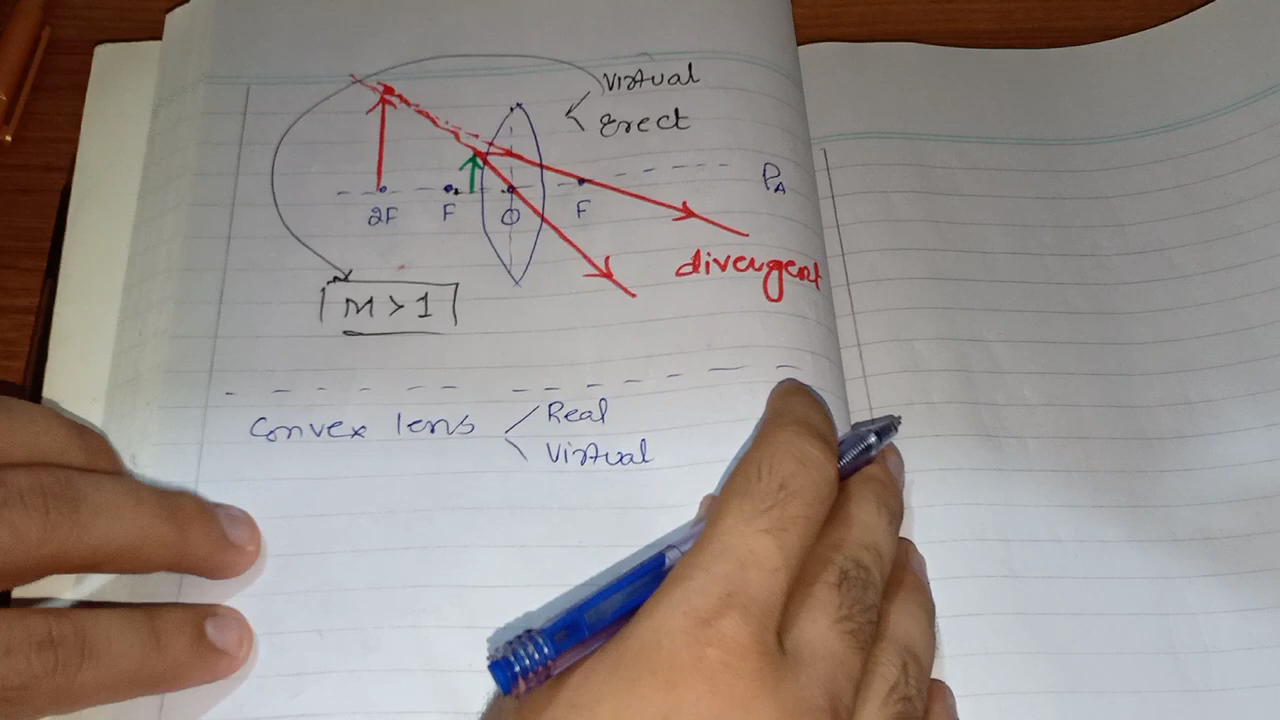 Virtual
Erect
PA
2F F O F
divergent
M > 1
Convex lens
Real
Virtual